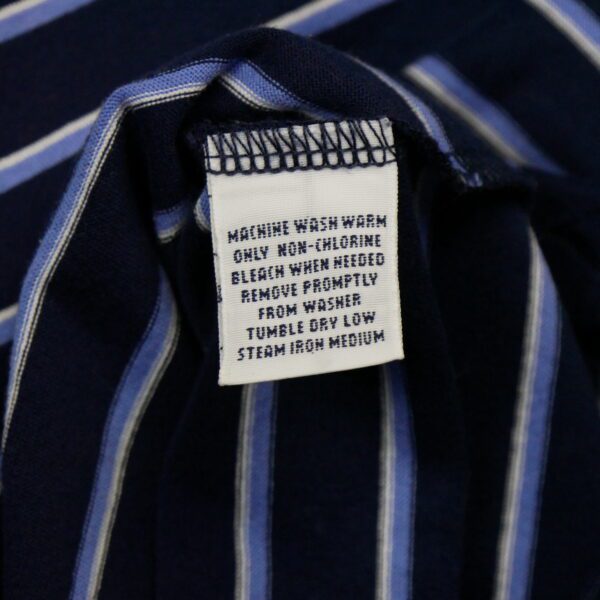 MACHINE WASH WARM
ONLY NON-CHLORINE
BLEACH WHEN NEEDED
REMOVE PROMPTLY
FROM WASHER
TUMBLE DRY LOW
STEAM IRON MEDIUM